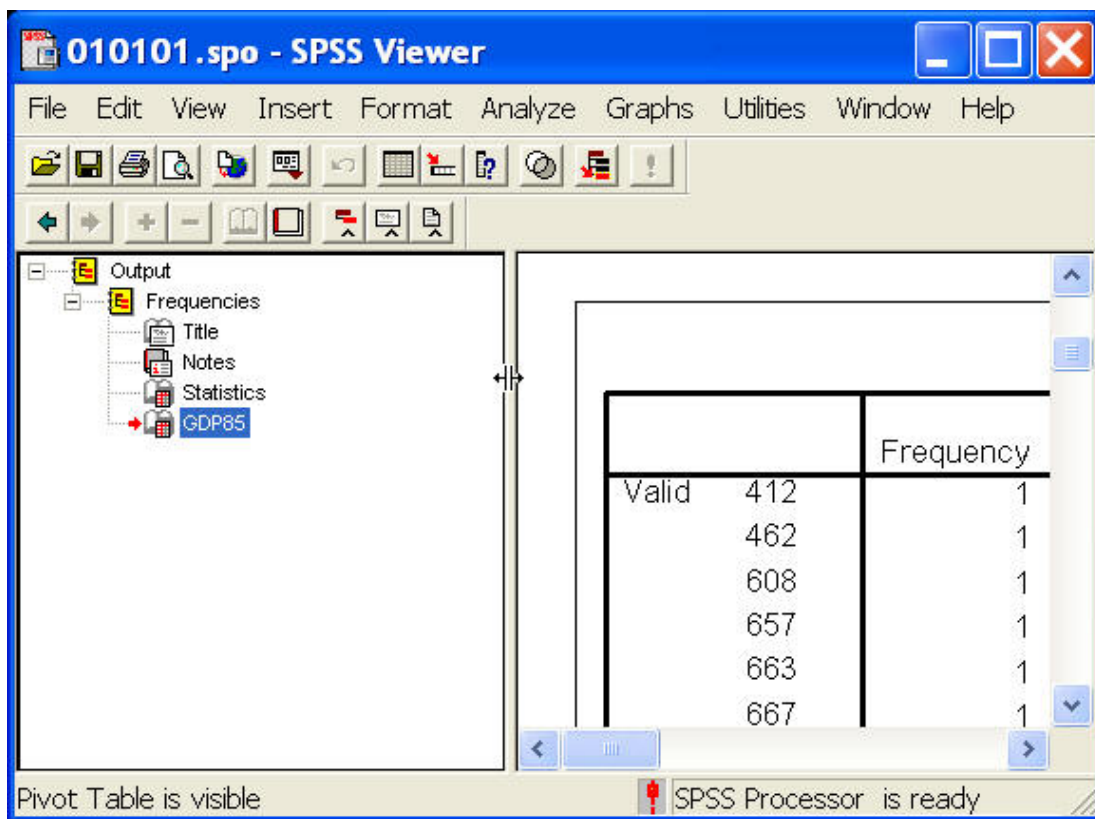 010101.spo - SPSS Viewer
File Edit View Insert Format Analyze Graphs Utilities Window Help
Output
Frequencies
Title
Notes
Statistics
GDP85
Frequency
Valid 412 1
462 1
608 1
657 1
663 1
667 1
Pivot Table is visible
SPSS Processor is ready